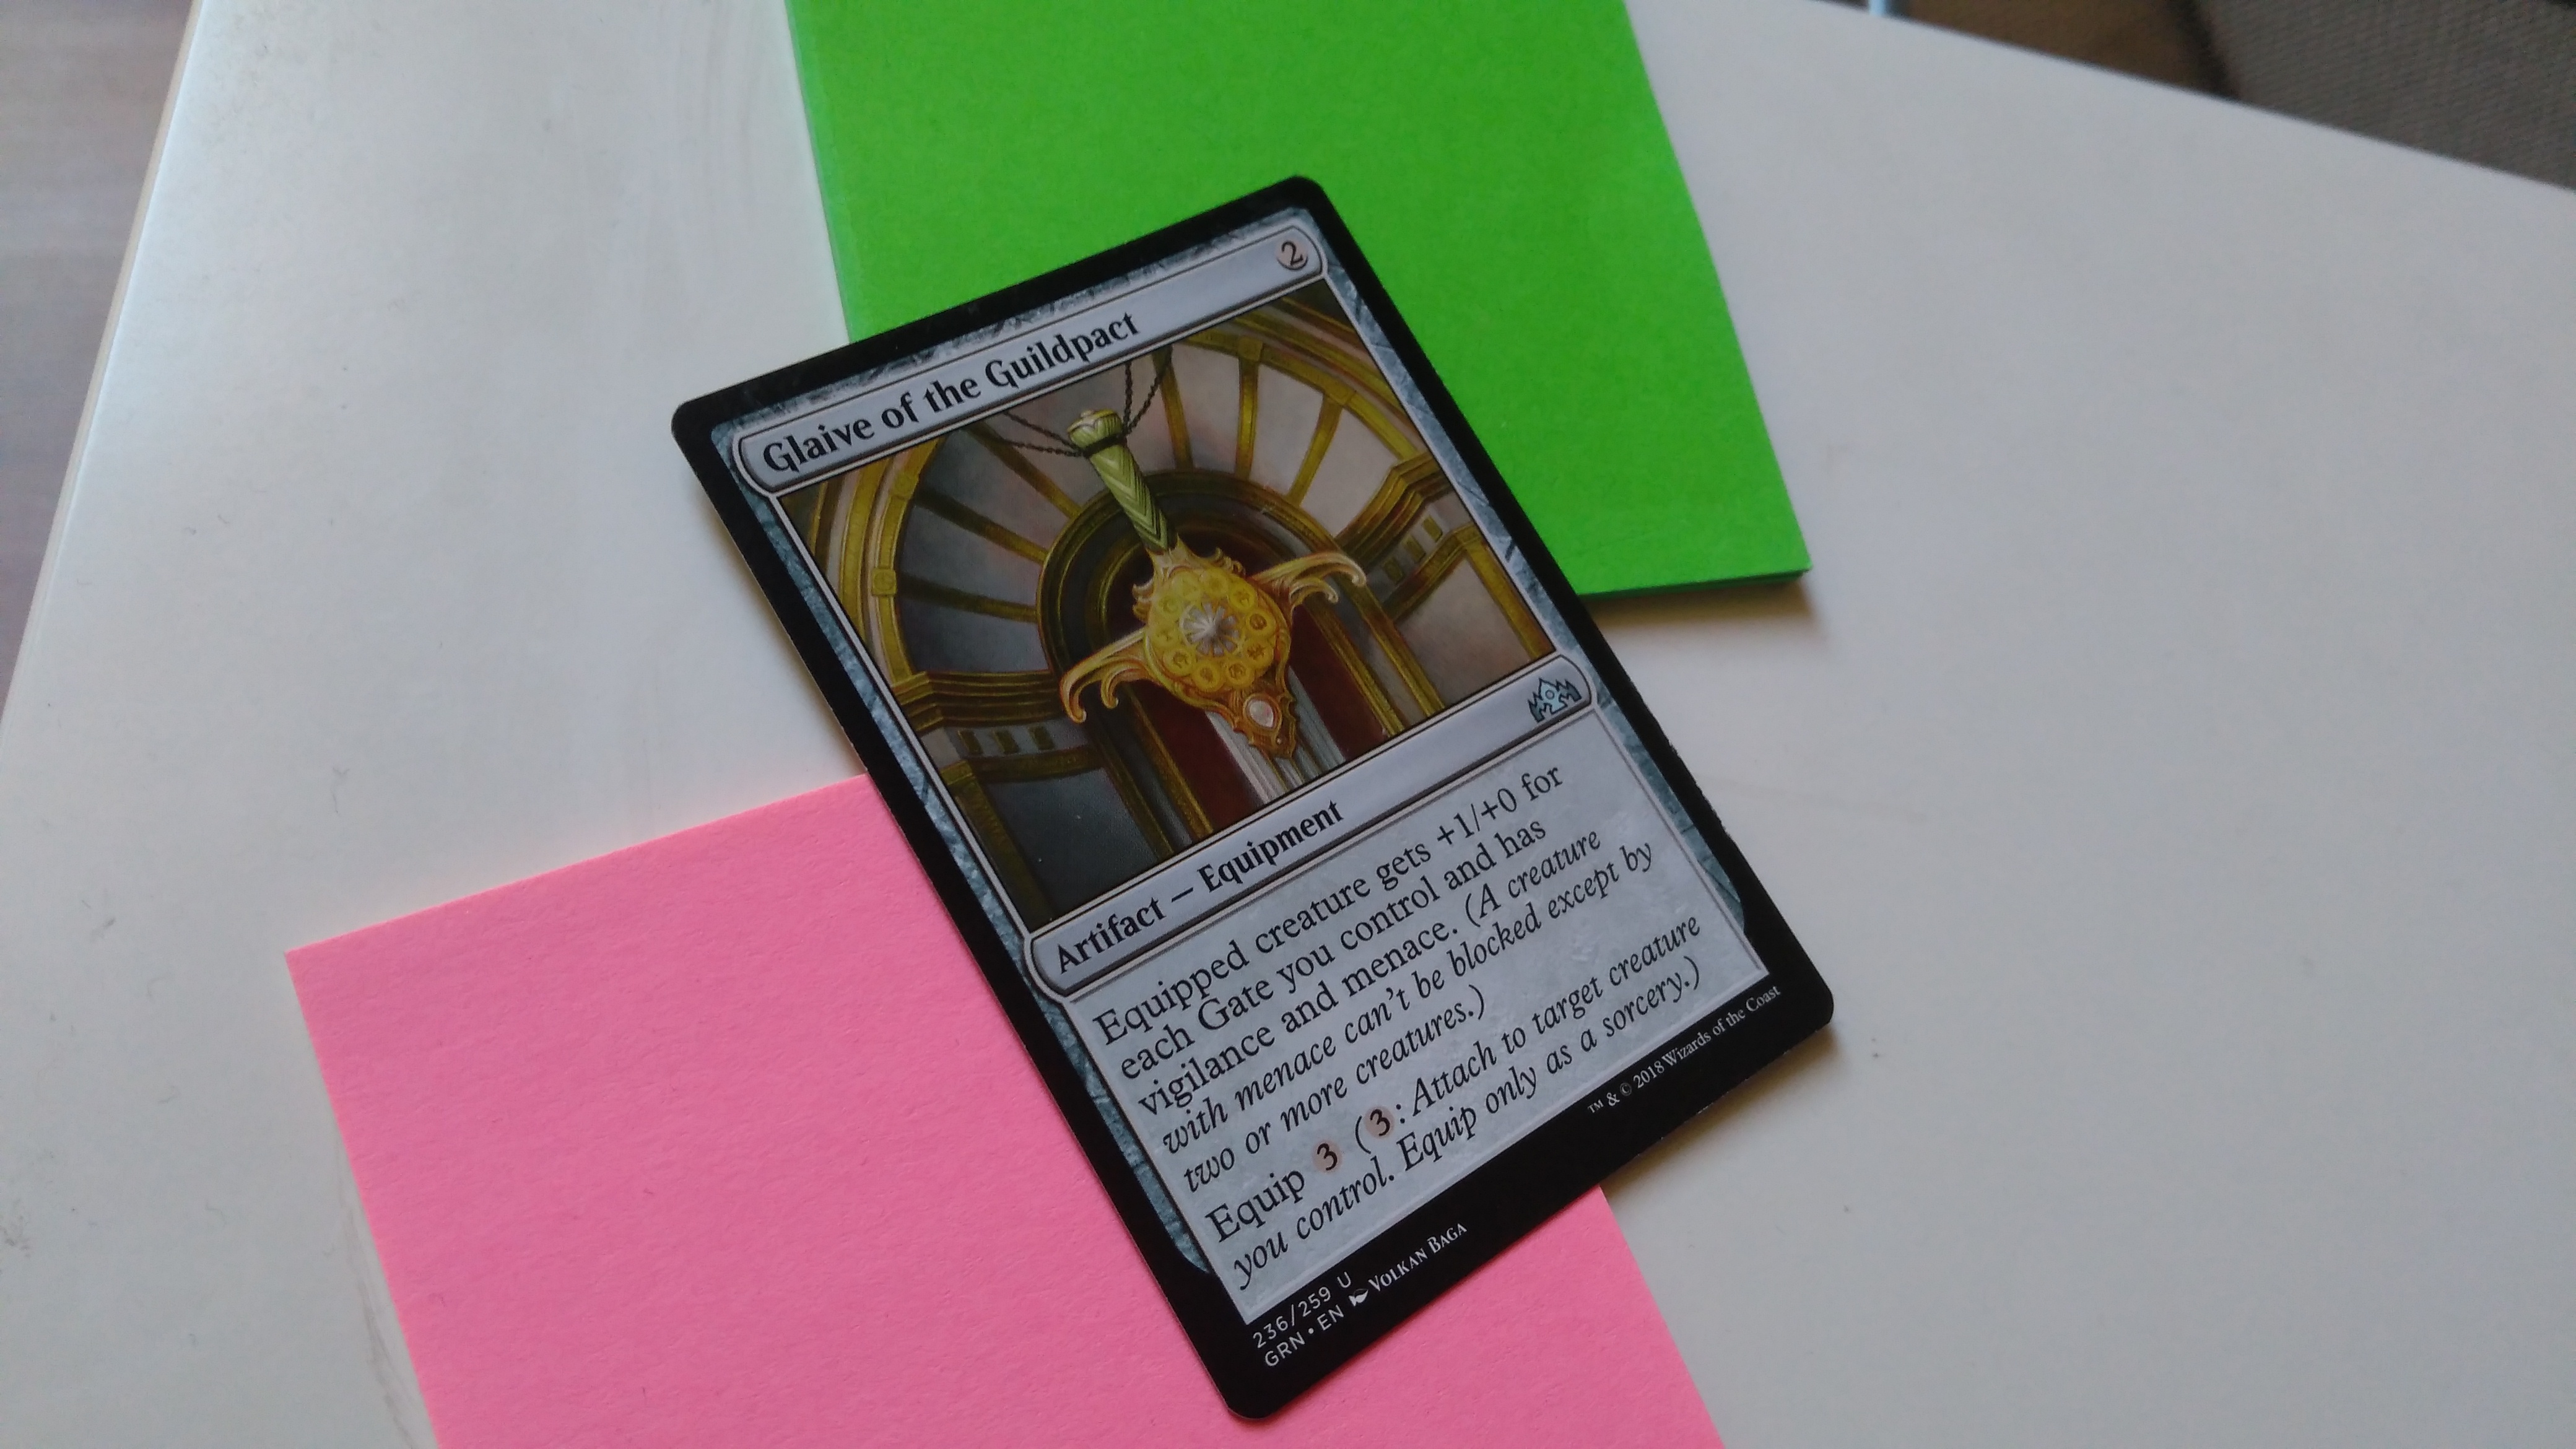 Glaive of the Guildpact 2
Artifact — Equipment
Equipped creature gets +1/+0 for
each Gate you control and has
vigilance and menace. (A creature
with menace can't be blocked except by
two or more creatures.)
Equip 3 (3: Attach to target creature
you control. Equip only as a sorcery.)
236/259 U
GRN • EN VOLKAN BAGA
™ & © 2018 Wizards of the Coast